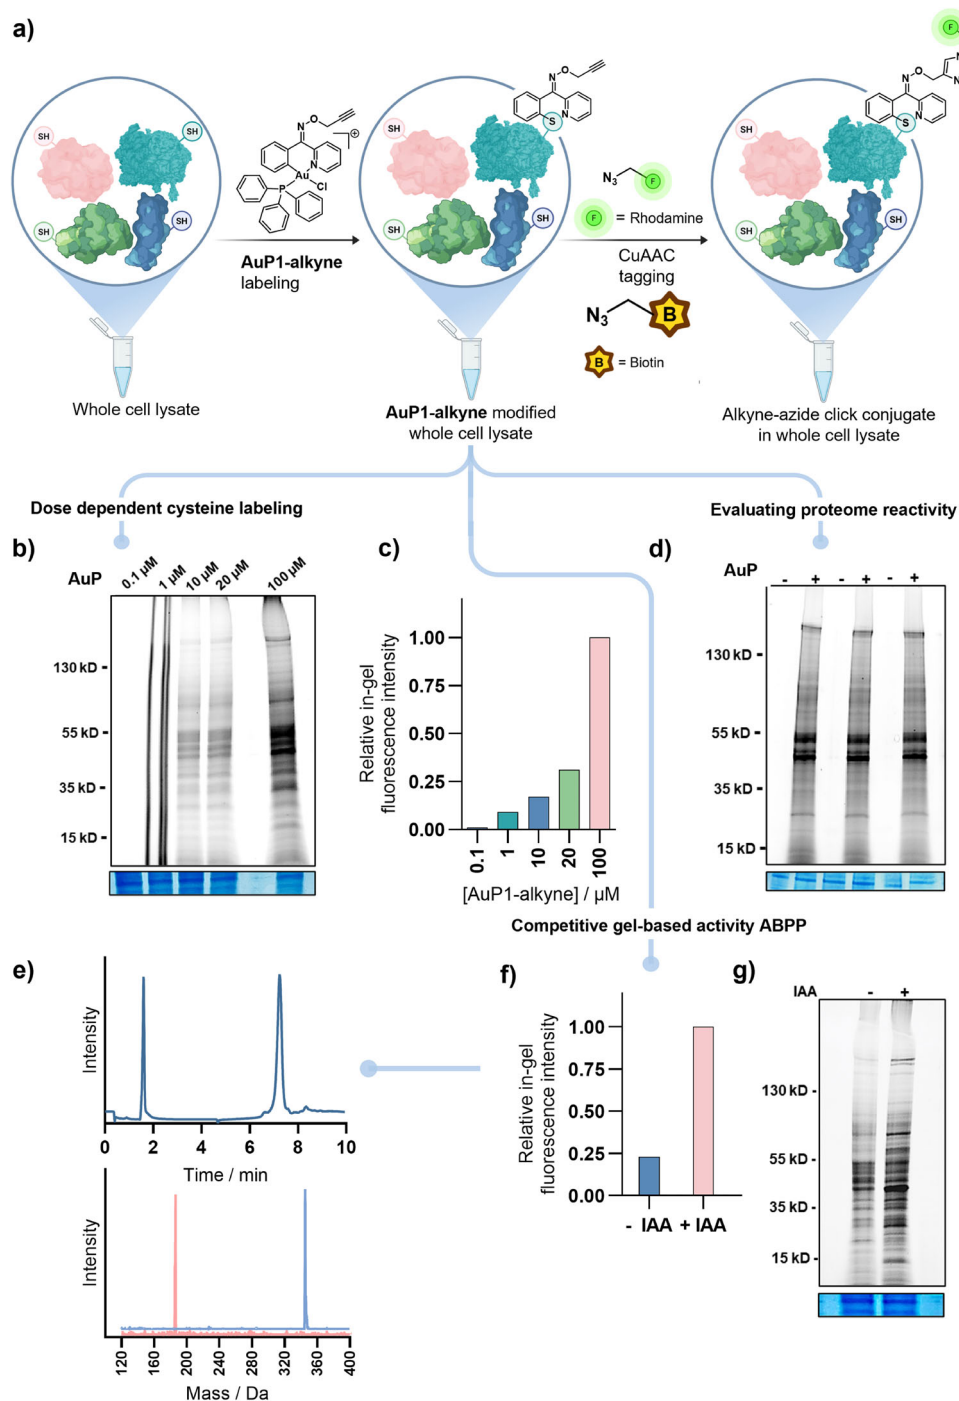 a)
SH
SH
SH
SH
N
O
]⊕
N
Au
Cl
P
AuP1-alkyne
labeling
N
O
S
N
SH
SH
SH
N₃
F
F = Rhodamine
CuAAC
tagging
N₃
B
B = Biotin
F
N
O
N
N
S
N
SH
SH
SH
Whole cell lysate
AuP1-alkyne modified
whole cell lysate
Alkyne-azide click conjugate
in whole cell lysate
Dose dependent cysteine labeling
Evaluating proteome reactivity
b)
AuP
0.1 µM
1 µM
10 µM
20 µM
100 µM
130 kD
55 kD
35 kD
15 kD
c)
Relative in-gel
fluorescence intensity
1.00
0.75
0.50
0.25
0.00
0.1
1
10
20
100
[AuP1-alkyne] / µM
d)
AuP - + - + - +
130 kD
55 kD
35 kD
15 kD
Competitive gel-based activity ABPP
e)
Intensity
0 2 4 6 8 10
Time / min
Intensity
120 160 200 240 280 320 360 400
Mass / Da
f)
Relative in-gel
fluorescence intensity
1.00
0.75
0.50
0.25
0.00
- IAA + IAA
g)
IAA - +
130 kD
55 kD
35 kD
15 kD